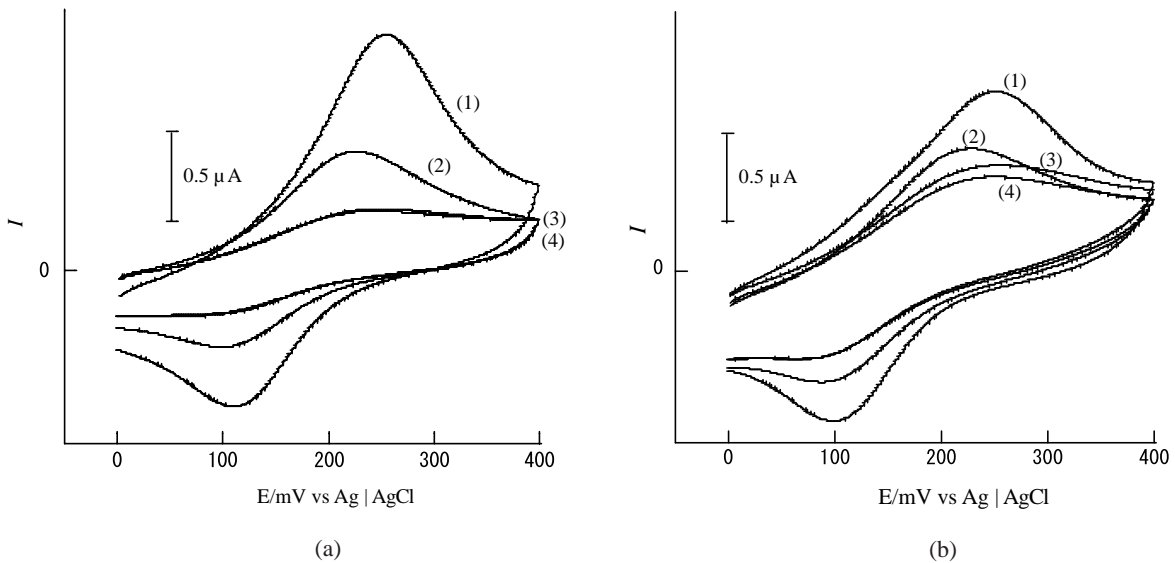 (1)
(2)
(3)
(4)
0.5 µA
I
0
0 100 200 300 400
E/mV vs Ag | AgCl
(a)
(1)
(2)
(3)
(4)
0.5 µA
I
0
0 100 200 300 400
E/mV vs Ag | AgCl
(b)